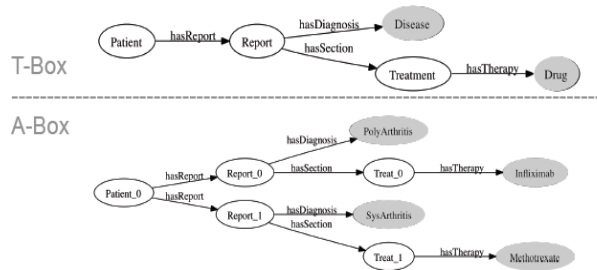 hasDiagnosis Disease
Patient hasReport Report
hasSection
T-Box
Treatment hasTherapy Drug
A-Box
PolyArthritis
hasDiagnosis
Report_0 hasSection Treat_0 hasTherapy Infliximab
hasReport
Patient_0
hasReport
Report_1 hasDiagnosis SysArthritis
hasSection
Treat_1 hasTherapy Methotrexate